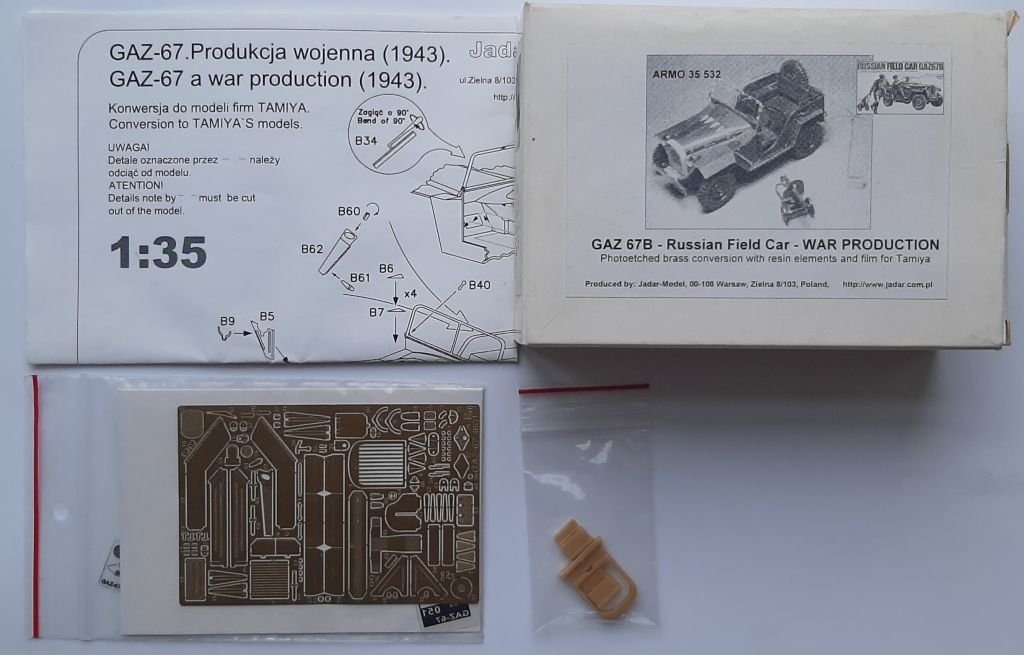 GAZ-67.Produkcja wojenna (1943).
GAZ-67 a war production (1943).
Jada
ul.Zielna 8/103
http:/
Konwersja do modeli firm TAMIYA.
Conversion to TAMIYA`S models.
UWAGA!
Detale oznaczone przez — — należy
odciąć od modelu.
ATTENTION!
Details note by — — must be cut
out of the model.
1:35
Zagiąć o 90°
Bend of 90°
B34
B60
B62
B61
B6
x4
B40
B7
B9
B5
ARMO 35 532
RUSSIAN FIELD CAR GAZ67B
GAZ 67B - Russian Field Car - WAR PRODUCTION
Photoetched brass conversion with resin elements and film for Tamiya
Produced by: Jadar-Model, 00-108 Warsaw, Zielna 8/103, Poland, http://www.jadar.com.pl
051
GAZ-67